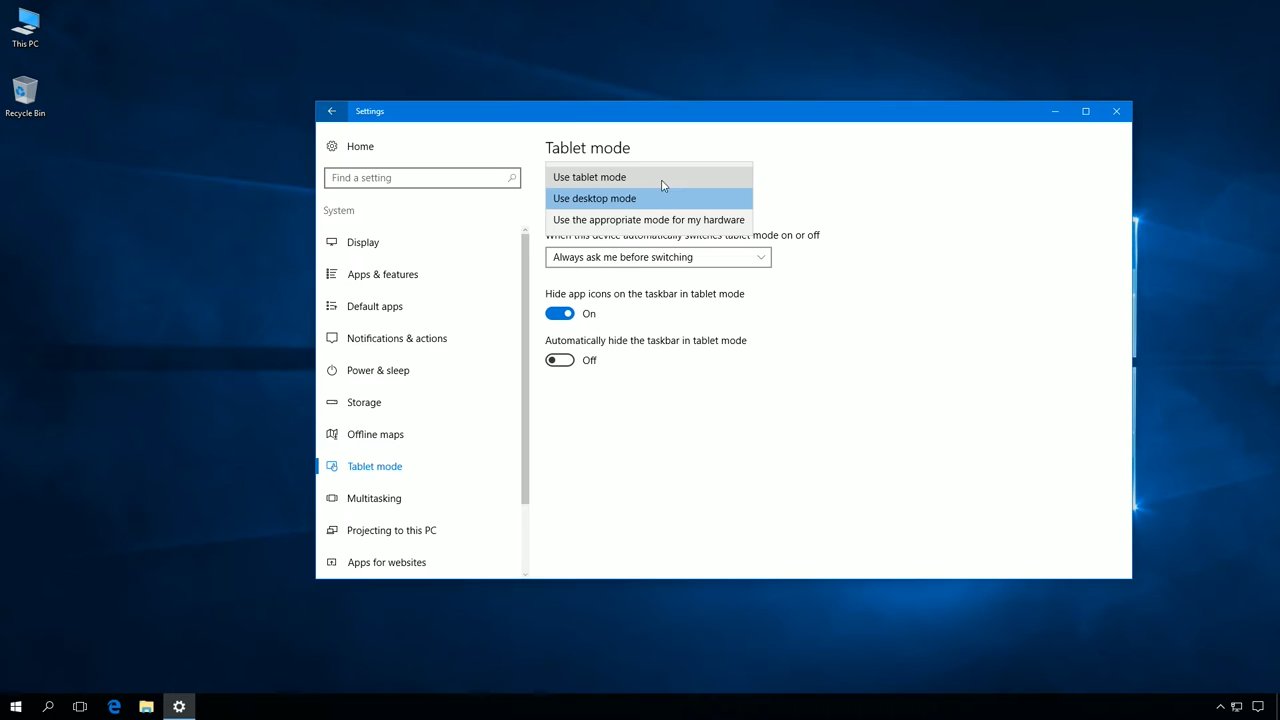 This PC
Recycle Bin
Settings
Home
Find a setting
System
Display
Apps & features
Default apps
Notifications & actions
Power & sleep
Storage
Offline maps
Tablet mode
Multitasking
Projecting to this PC
Apps for websites
Tablet mode
Use tablet mode
Use desktop mode
Use the appropriate mode for my hardware
When this device automatically switches tablet mode on or off
Always ask me before switching
Hide app icons on the taskbar in tablet mode
On
Automatically hide the taskbar in tablet mode
Off